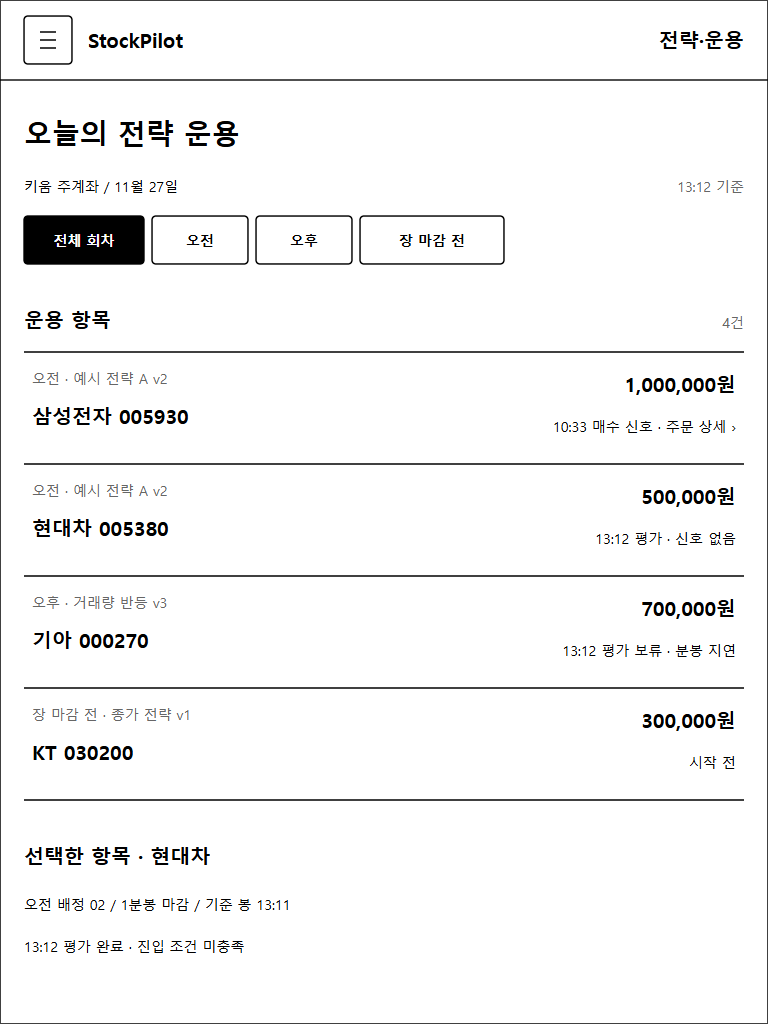 StockPilot
전략·운용
오늘의 전략 운용
키움 주계좌 / 11월 27일
13:12 기준
전체 회차
오전
오후
장 마감 전
운용 항목
4건
오전 · 예시 전략 A v2
1,000,000원
삼성전자 005930
10:33 매수 신호 · 주문 상세 ›
오전 · 예시 전략 A v2
500,000원
현대차 005380
13:12 평가 · 신호 없음
오후 · 거래량 반등 v3
700,000원
기아 000270
13:12 평가 보류 · 분봉 지연
장 마감 전 · 종가 전략 v1
300,000원
KT 030200
시작 전
선택한 항목 · 현대차
오전 배정 02 / 1분봉 마감 / 기준 봉 13:11
13:12 평가 완료 · 진입 조건 미충족